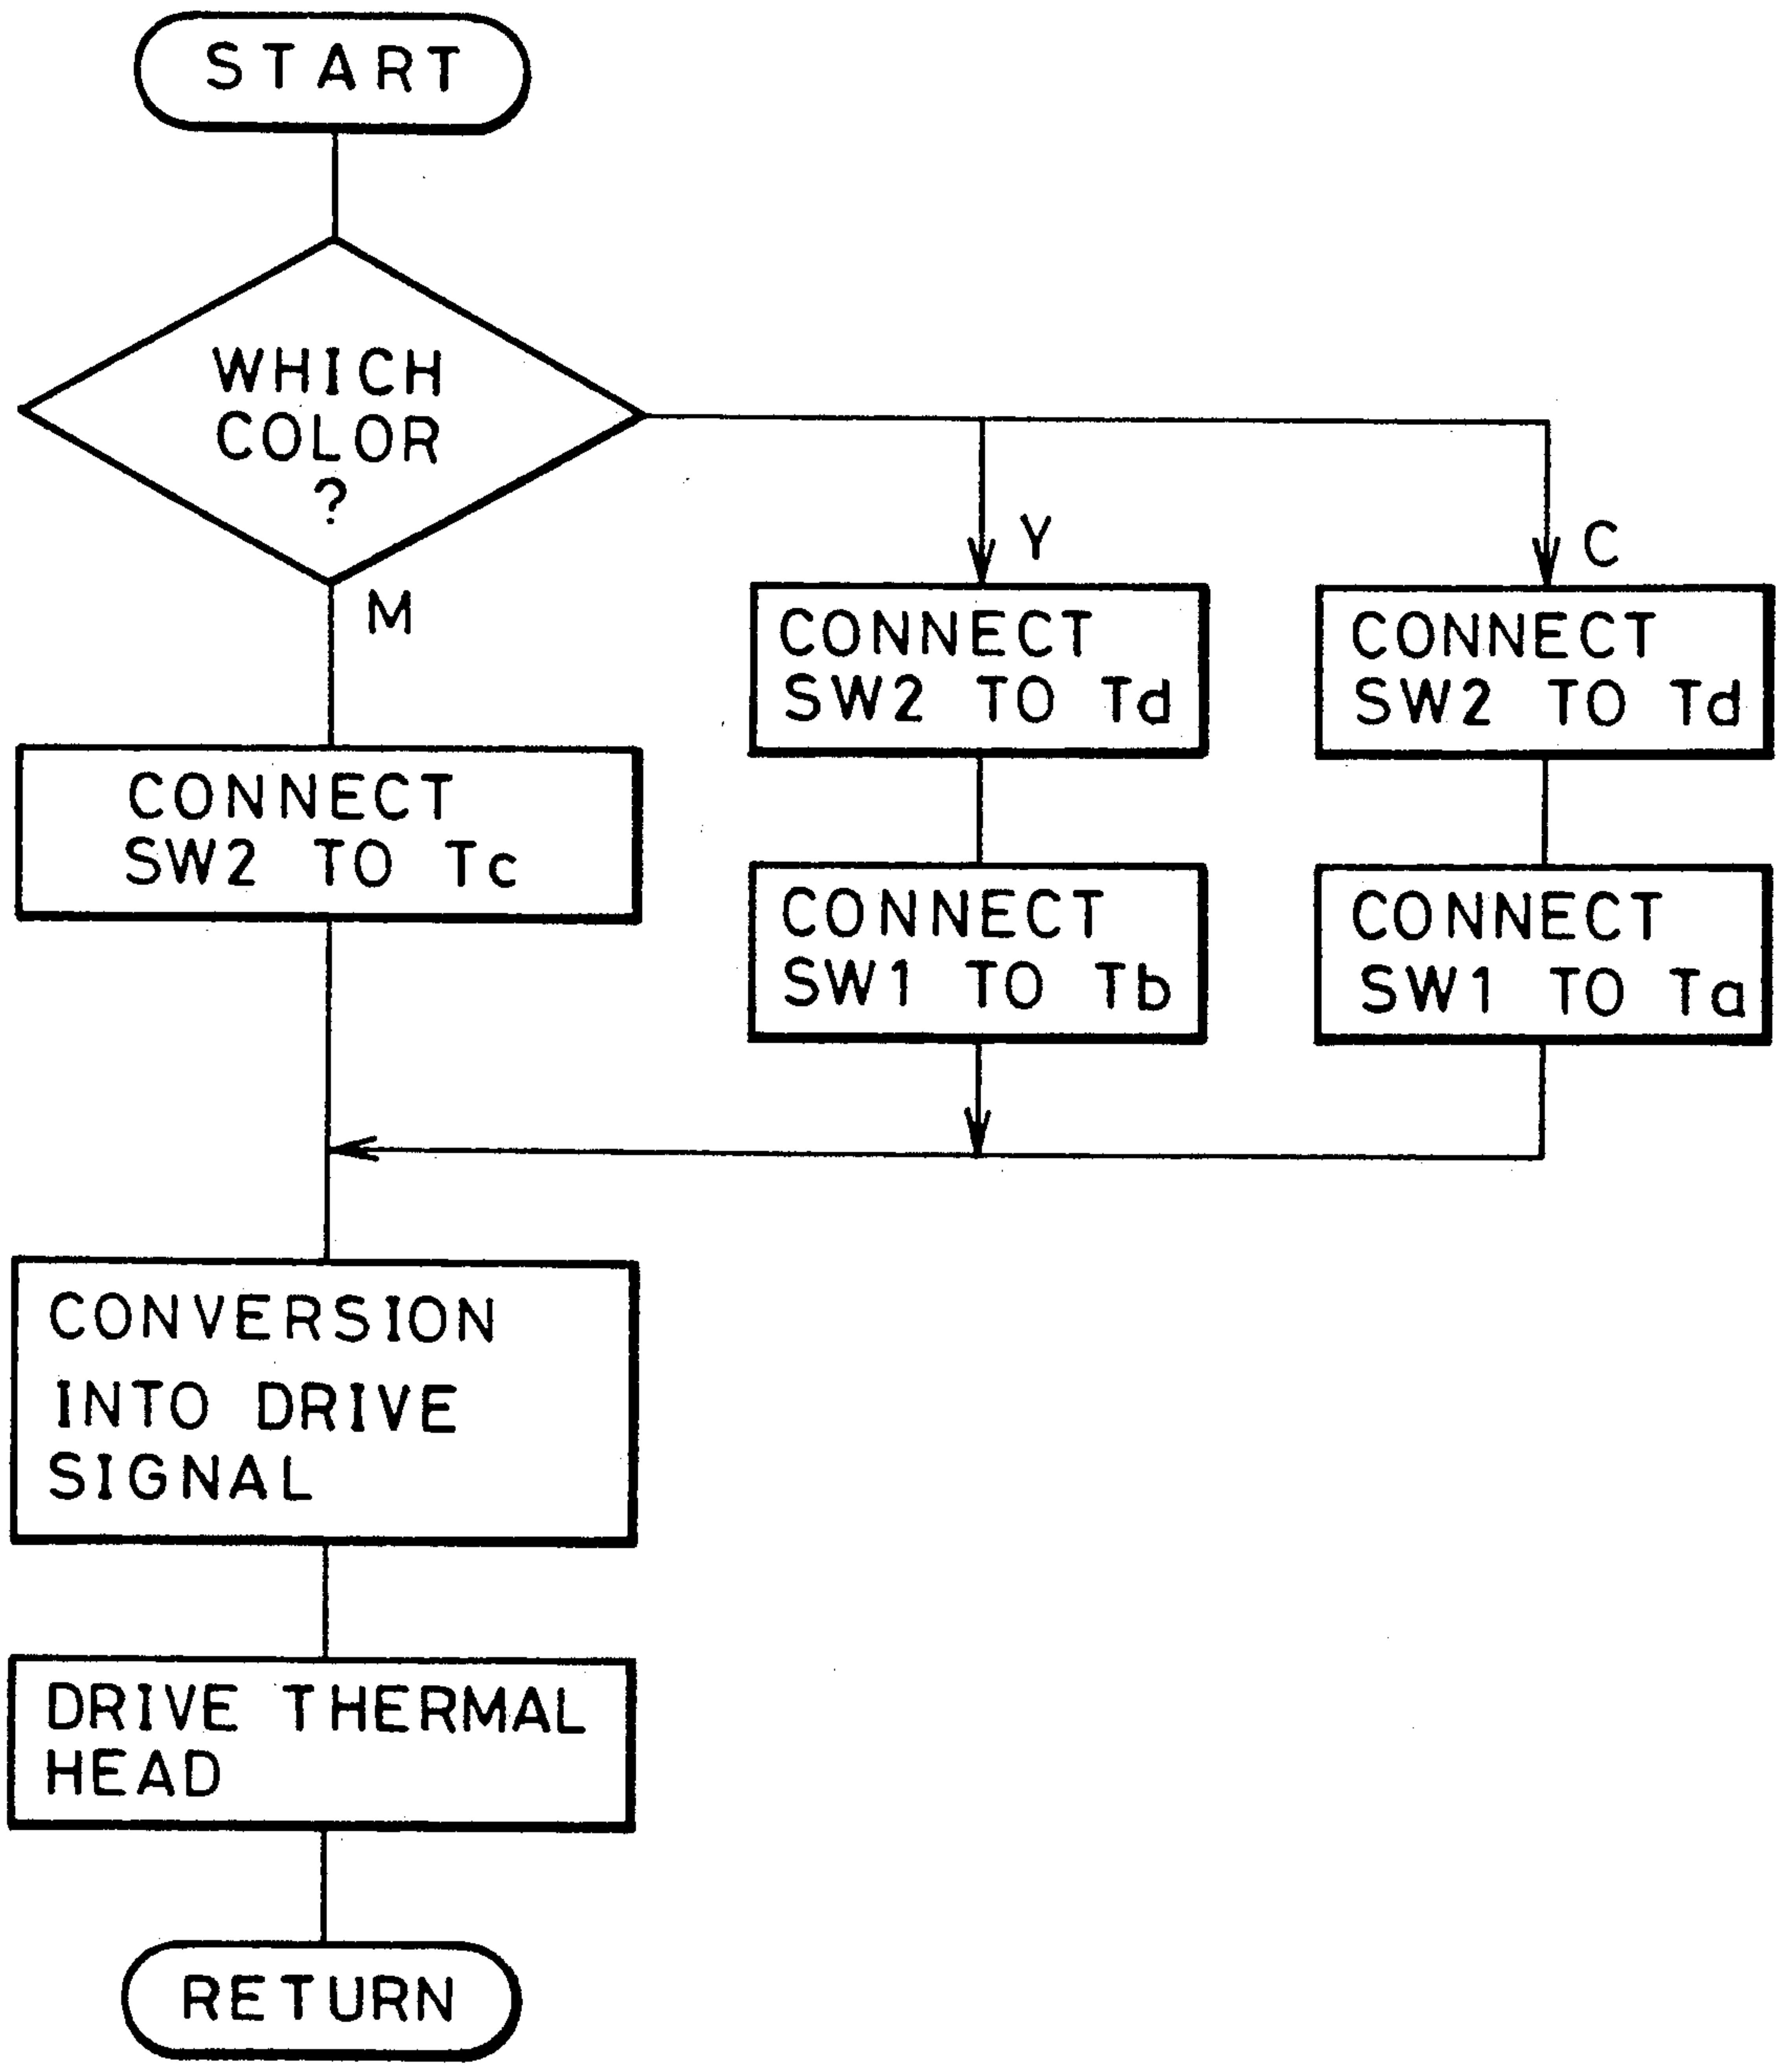 START
WHICH
COLOR
?
M
Y
C
CONNECT
SW2 TO Tc
CONNECT
SW2 TO Td
CONNECT
SW1 TO Tb
CONNECT
SW2 TO Td
CONNECT
SW1 TO Ta
CONVERSION
INTO DRIVE
SIGNAL
DRIVE THERMAL
HEAD
RETURN